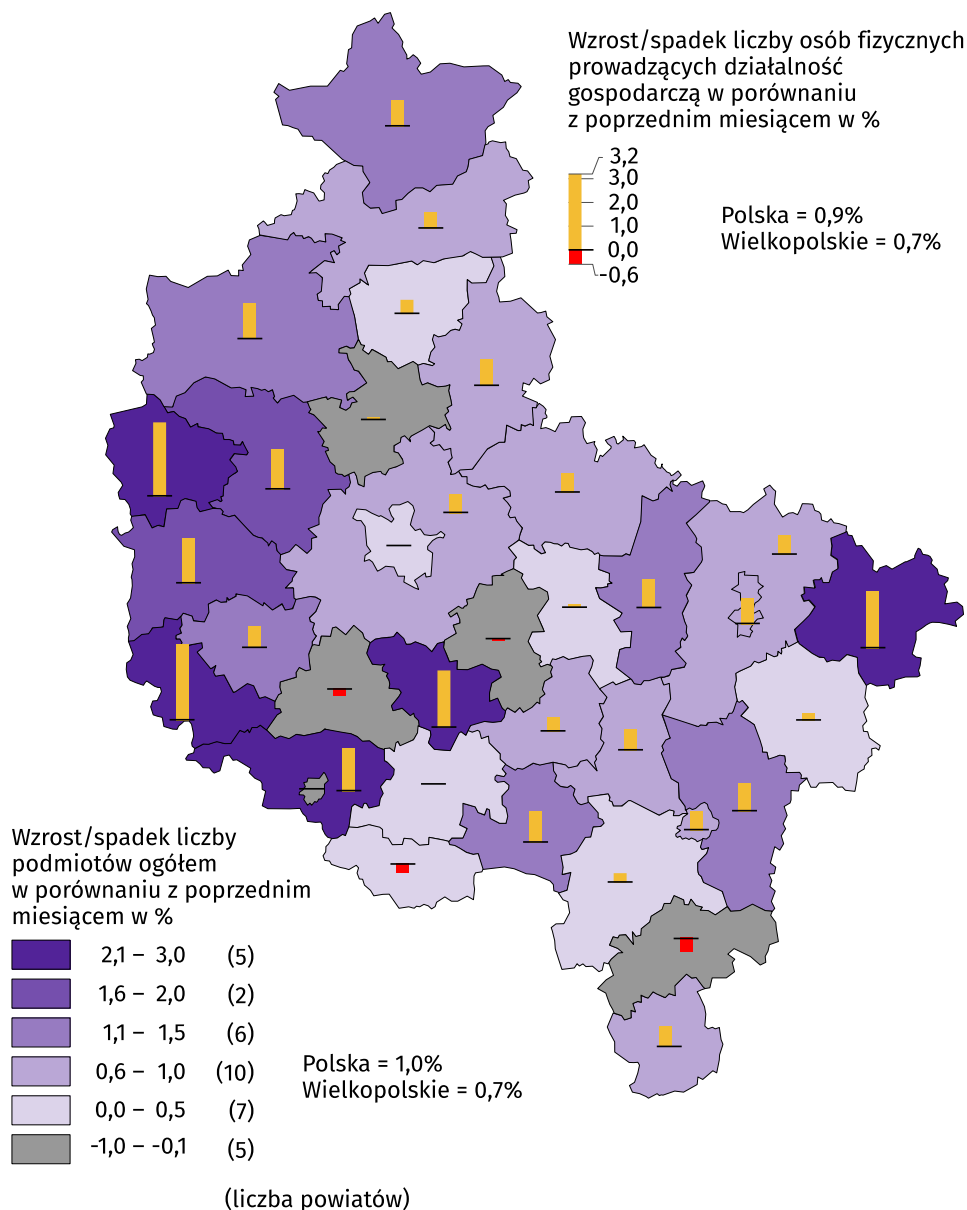 Wzrost/spadek liczby osób fizycznych
prowadzących działalność
gospodarczą w porównaniu
z poprzednim miesiącem w %
3,2
3,0
2,0
1,0
0,0
-0,6
Polska = 0,9%
Wielkopolskie = 0,7%
Wzrost/spadek liczby
podmiotów ogółem
w porównaniu z poprzednim
miesiącem w %
2,1 – 3,0 (5)
1,6 – 2,0 (2)
1,1 – 1,5 (6)
0,6 – 1,0 (10)
0,0 – 0,5 (7)
-1,0 – -0,1 (5)
Polska = 1,0%
Wielkopolskie = 0,7%
(liczba powiatów)